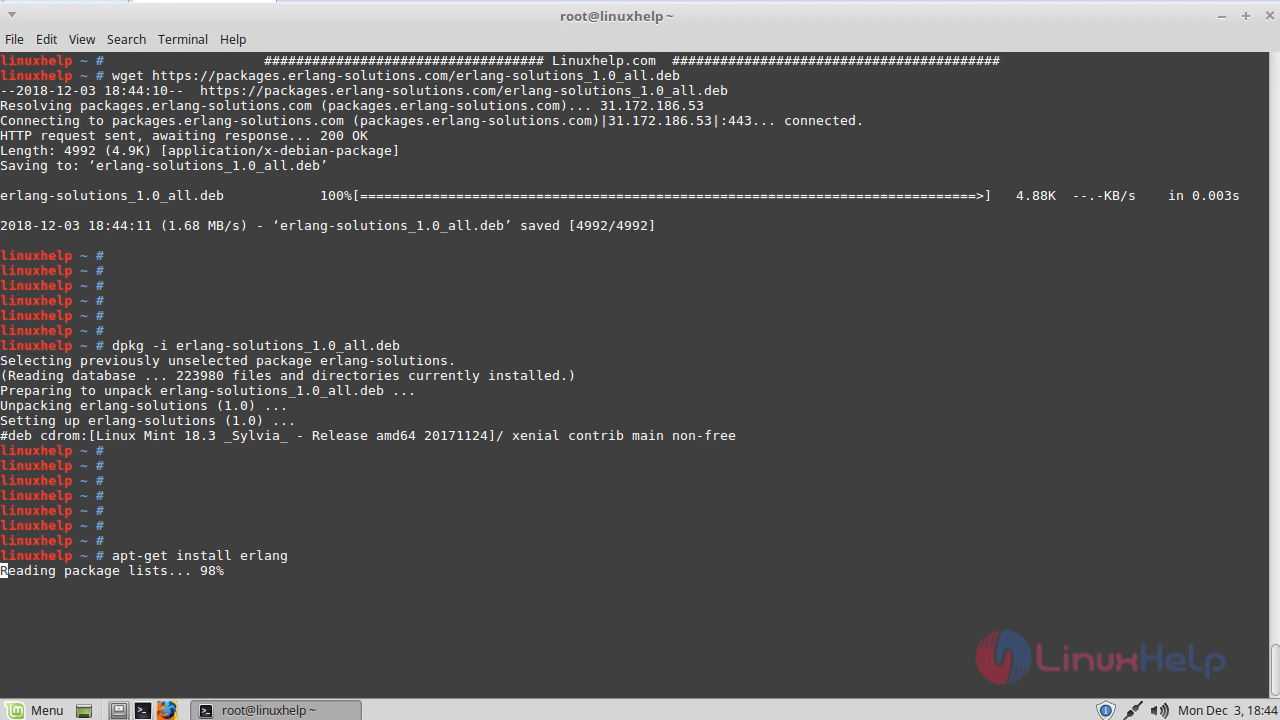 root@linuxhelp ~
File Edit View Search Terminal Help
linuxhelp ~ # ################################### Linuxhelp.com #########################################
linuxhelp ~ # wget https://packages.erlang-solutions.com/erlang-solutions_1.0_all.deb
--2018-12-03 18:44:10-- https://packages.erlang-solutions.com/erlang-solutions_1.0_all.deb
Resolving packages.erlang-solutions.com (packages.erlang-solutions.com)... 31.172.186.53
Connecting to packages.erlang-solutions.com (packages.erlang-solutions.com)|31.172.186.53|:443... connected.
HTTP request sent, awaiting response... 200 OK
Length: 4992 (4.9K) [application/x-debian-package]
Saving to: ‘erlang-solutions_1.0_all.deb’
erlang-solutions_1.0_all.deb 100%[=============================================================================>] 4.88K --.-KB/s in 0.003s
2018-12-03 18:44:11 (1.68 MB/s) - ‘erlang-solutions_1.0_all.deb’ saved [4992/4992]
linuxhelp ~ #
linuxhelp ~ #
linuxhelp ~ #
linuxhelp ~ #
linuxhelp ~ #
linuxhelp ~ #
linuxhelp ~ # dpkg -i erlang-solutions_1.0_all.deb
Selecting previously unselected package erlang-solutions.
(Reading database ... 223980 files and directories currently installed.)
Preparing to unpack erlang-solutions_1.0_all.deb ...
Unpacking erlang-solutions (1.0) ...
Setting up erlang-solutions (1.0) ...
#deb cdrom:[Linux Mint 18.3 _Sylvia_ - Release amd64 20171124]/ xenial contrib main non-free
linuxhelp ~ #
linuxhelp ~ #
linuxhelp ~ #
linuxhelp ~ #
linuxhelp ~ #
linuxhelp ~ #
linuxhelp ~ #
linuxhelp ~ # apt-get install erlang
Reading package lists... 98%
LinuxHelp
Menu root@linuxhelp ~ Mon Dec 3, 18:44